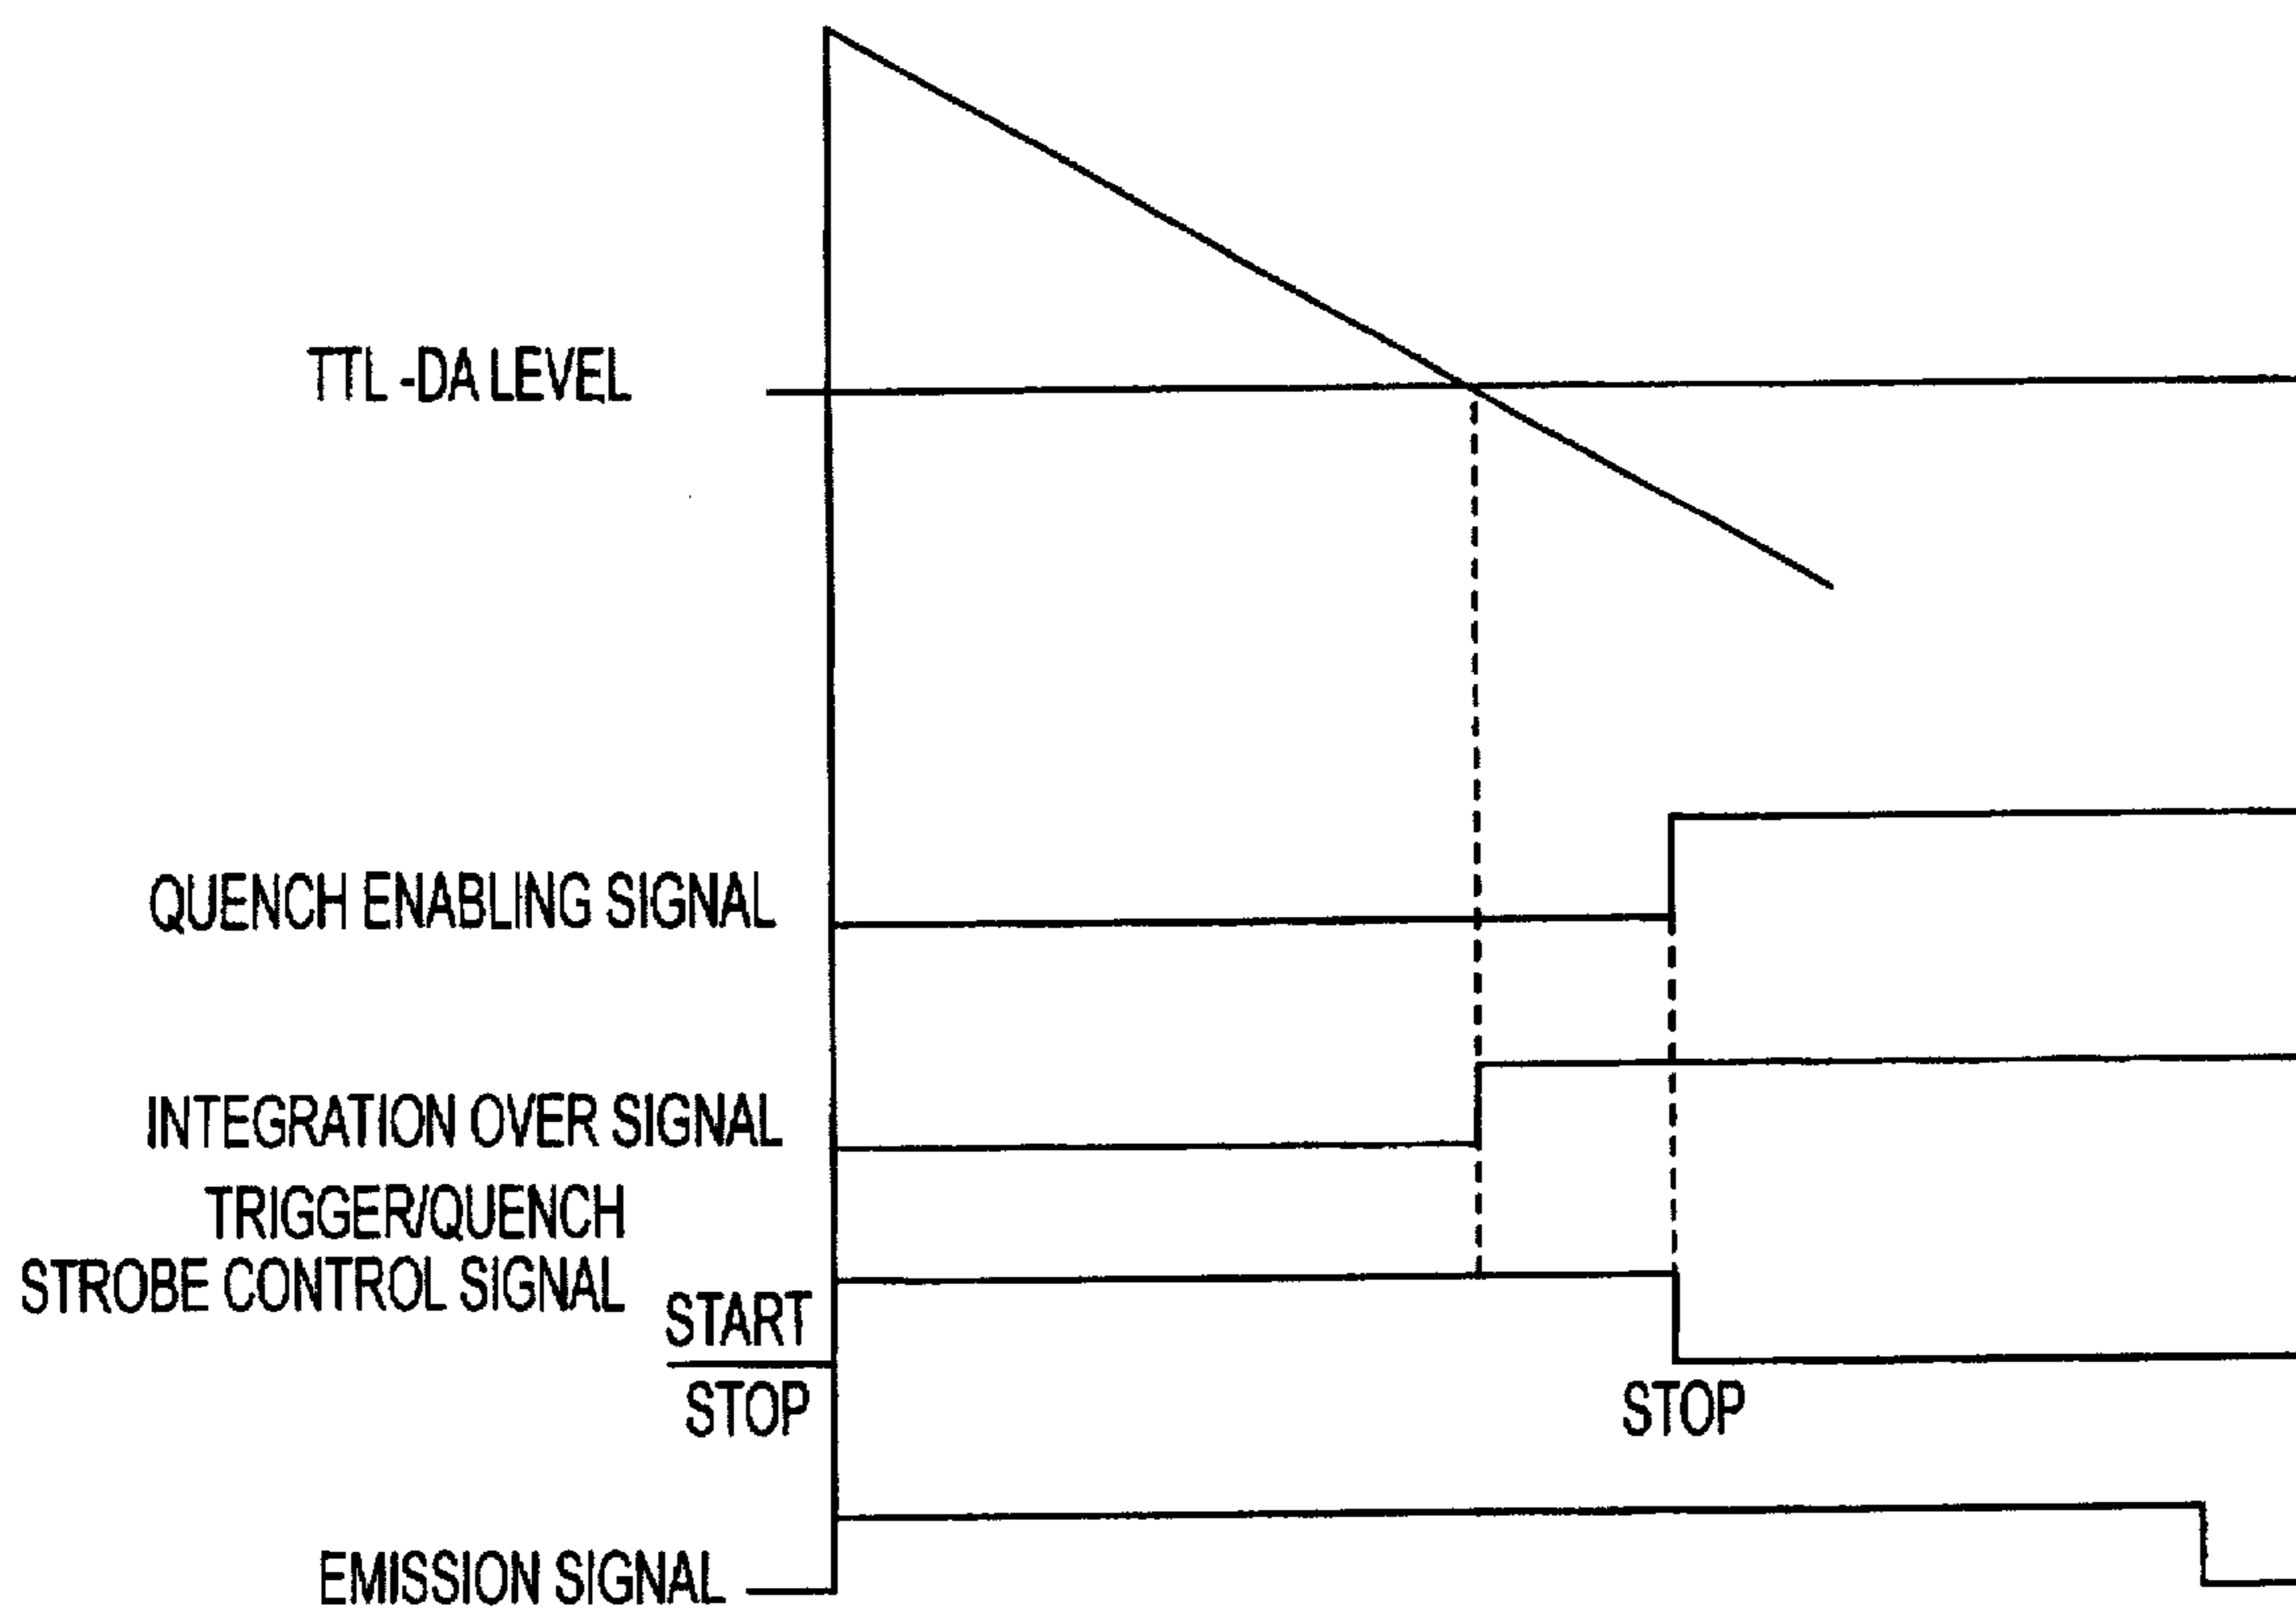 TTL -DA LEVEL
QUENCH ENABLING SIGNAL
INTEGRATION OVER SIGNAL
TRIGGER/QUENCH
STROBE CONTROL SIGNAL
START
STOP
STOP
EMISSION SIGNAL